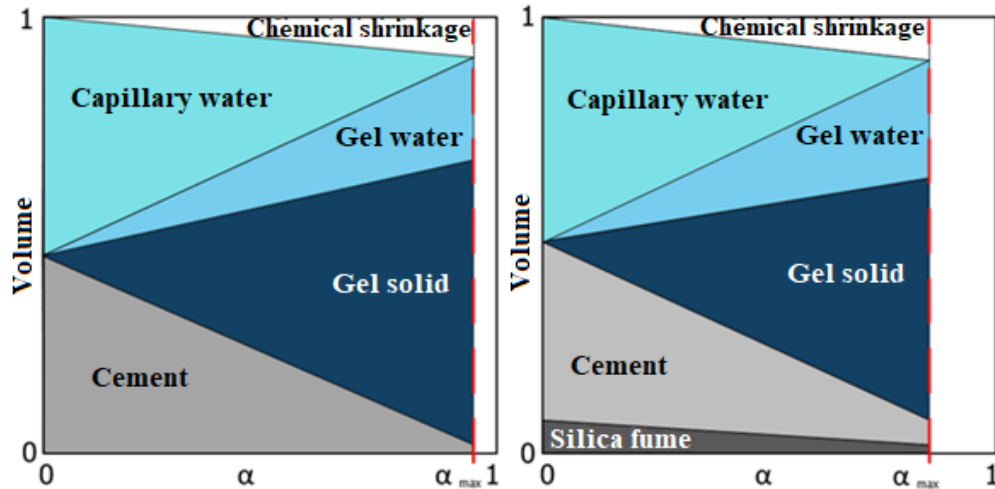 1
Chemical shrinkage
Capillary water
Gel water
Volume
Gel solid
Cement
0
0
α
α max
1
1
Chemical shrinkage
Capillary water
Gel water
Volume
Gel solid
Cement
Silica fume
0
0
α
α max
1